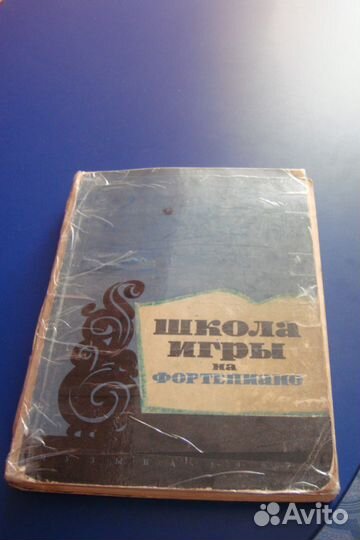 школа
игры
на
фортепиано
Avito